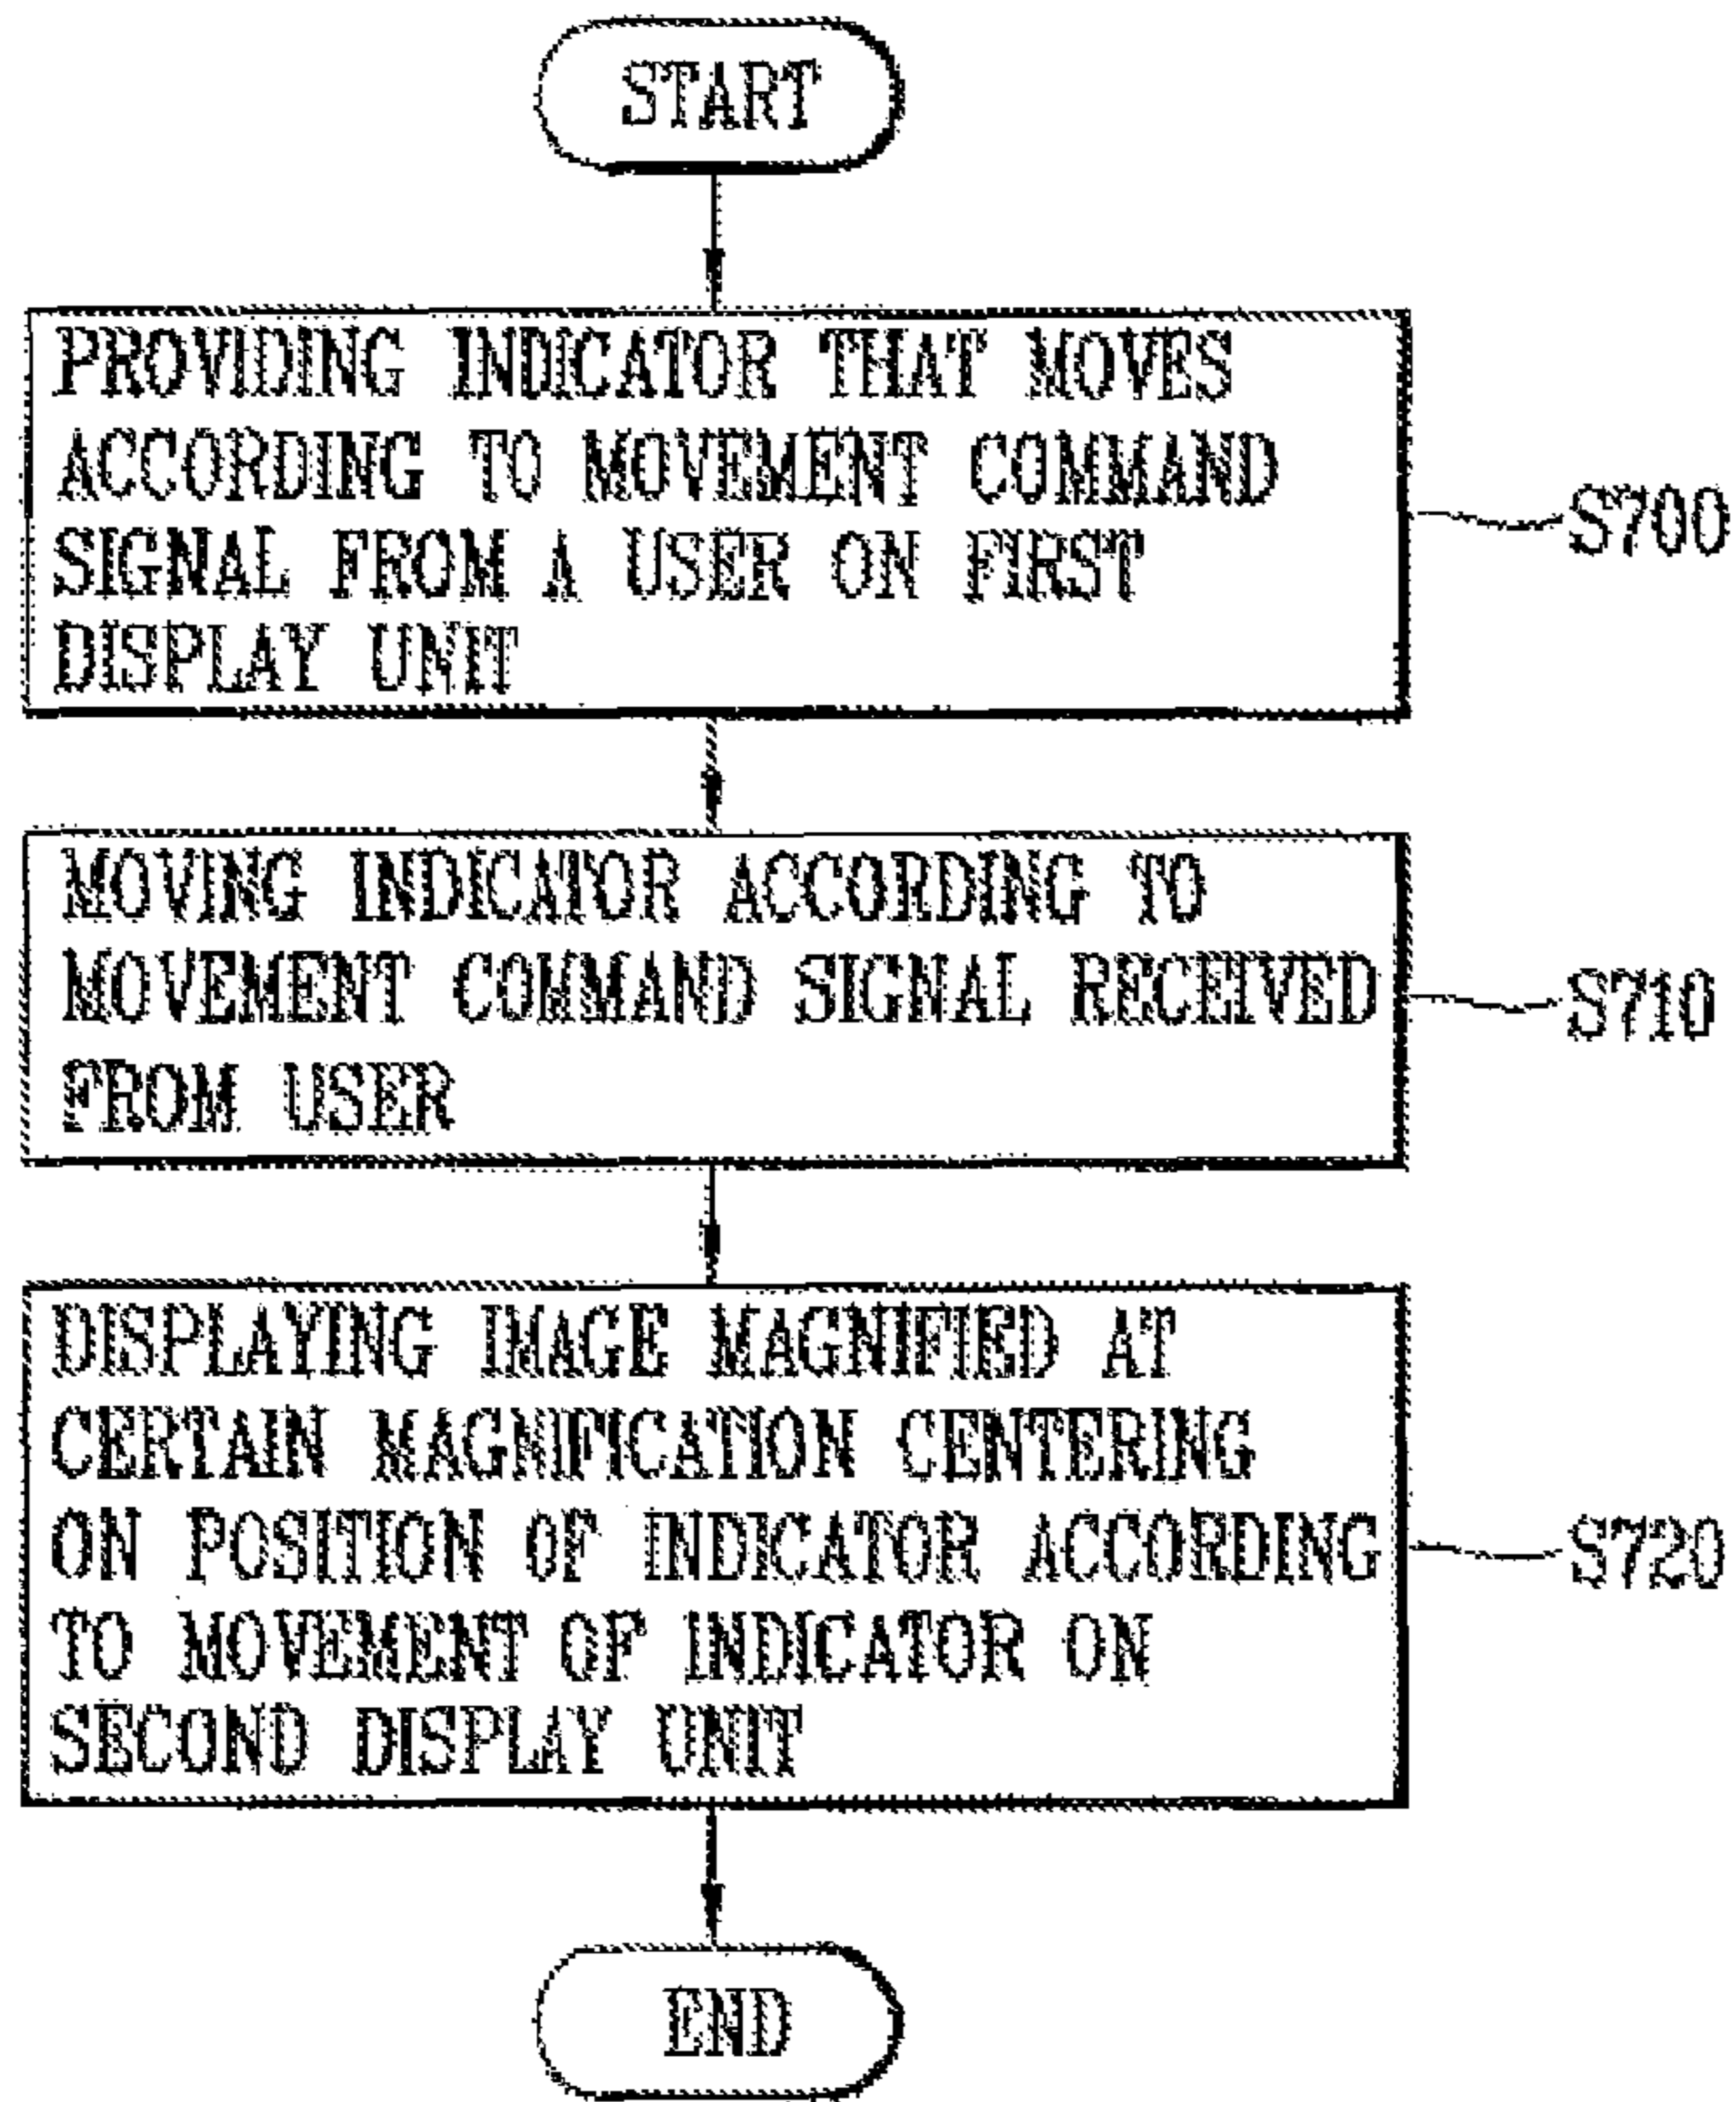 START
PROVIDING INDICATOR THAT MOVES
ACCORDING TO MOVEMENT COMMAND
SIGNAL FROM A USER ON FIRST
DISPLAY UNIT
S700
MOVING INDICATOR ACCORDING TO
MOVEMENT COMMAND SIGNAL RECEIVED
FROM USER
S710
DISPLAYING IMAGE MAGNIFIED AT
CERTAIN MAGNIFICATION CENTERING
ON POSITION OF INDICATOR ACCORDING
TO MOVEMENT OF INDICATOR ON
SECOND DISPLAY UNIT
S720
END